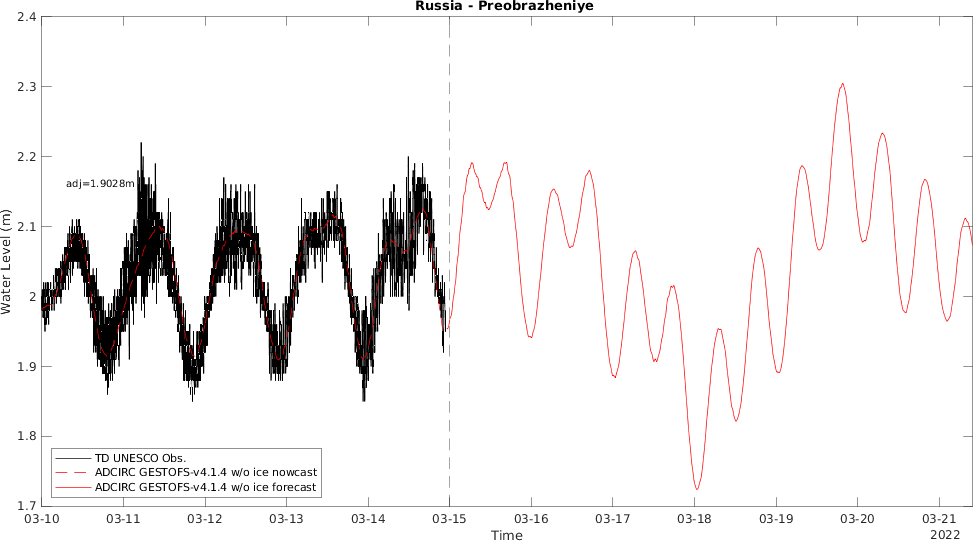 Russia - Preobrazheniye
2.4
2.3
2.2
2.1
2
1.9
1.8
1.7
Water Level (m)
adj=1.9028m
TD UNESCO Obs.
ADCIRC GESTOFS-v4.1.4 w/o ice nowcast
ADCIRC GESTOFS-v4.1.4 w/o ice forecast
03-10 03-11 03-12 03-13 03-14 03-15 03-16 03-17 03-18 03-19 03-20 03-21
Time
2022